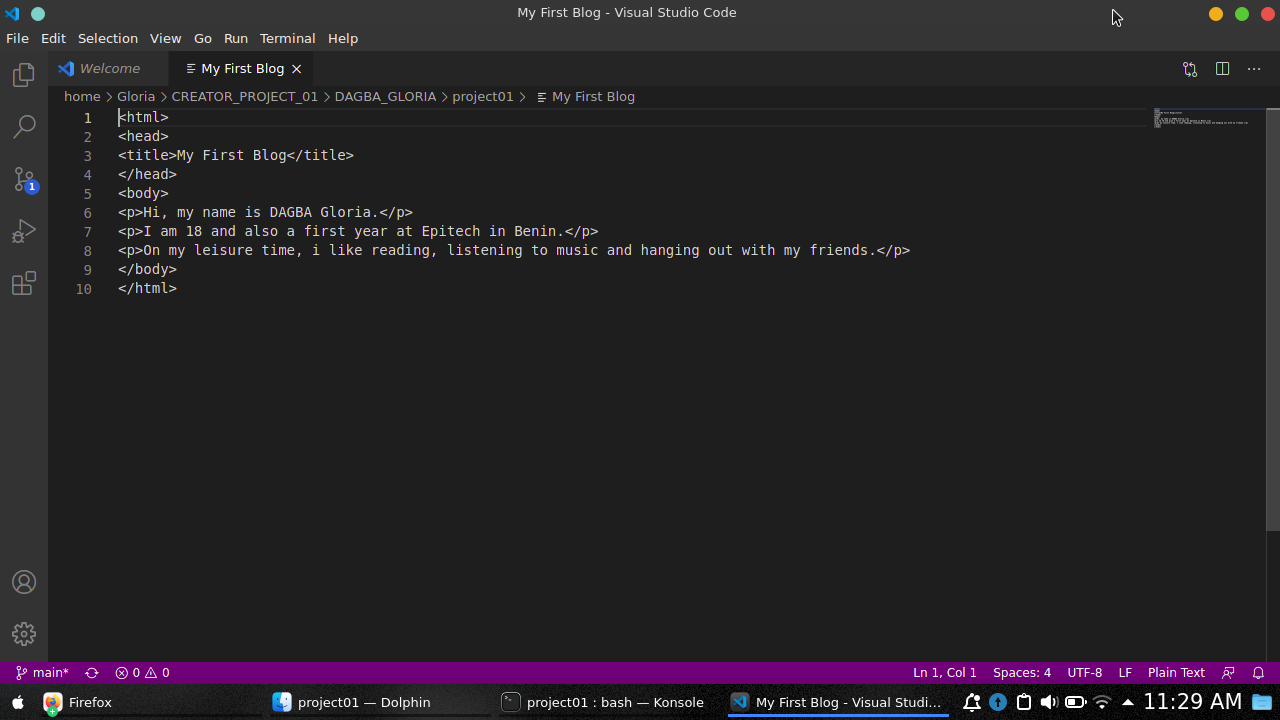 My First Blog - Visual Studio Code
File Edit Selection View Go Run Terminal Help
Welcome My First Blog
home > Gloria > CREATOR_PROJECT_01 > DAGBA_GLORIA > project01 > My First Blog
1 <html>
2 <head>
3 <title>My First Blog</title>
4 </head>
5 <body>
6 <p>Hi, my name is DAGBA Gloria.</p>
7 <p>I am 18 and also a first year at Epitech in Benin.</p>
8 <p>On my leisure time, i like reading, listening to music and hanging out with my friends.</p>
9 </body>
10 </html>
1
main* 0 0 Ln 1, Col 1 Spaces: 4 UTF-8 LF Plain Text
Firefox project01 — Dolphin project01 : bash — Konsole My First Blog - Visual Studi... 11:29 AM